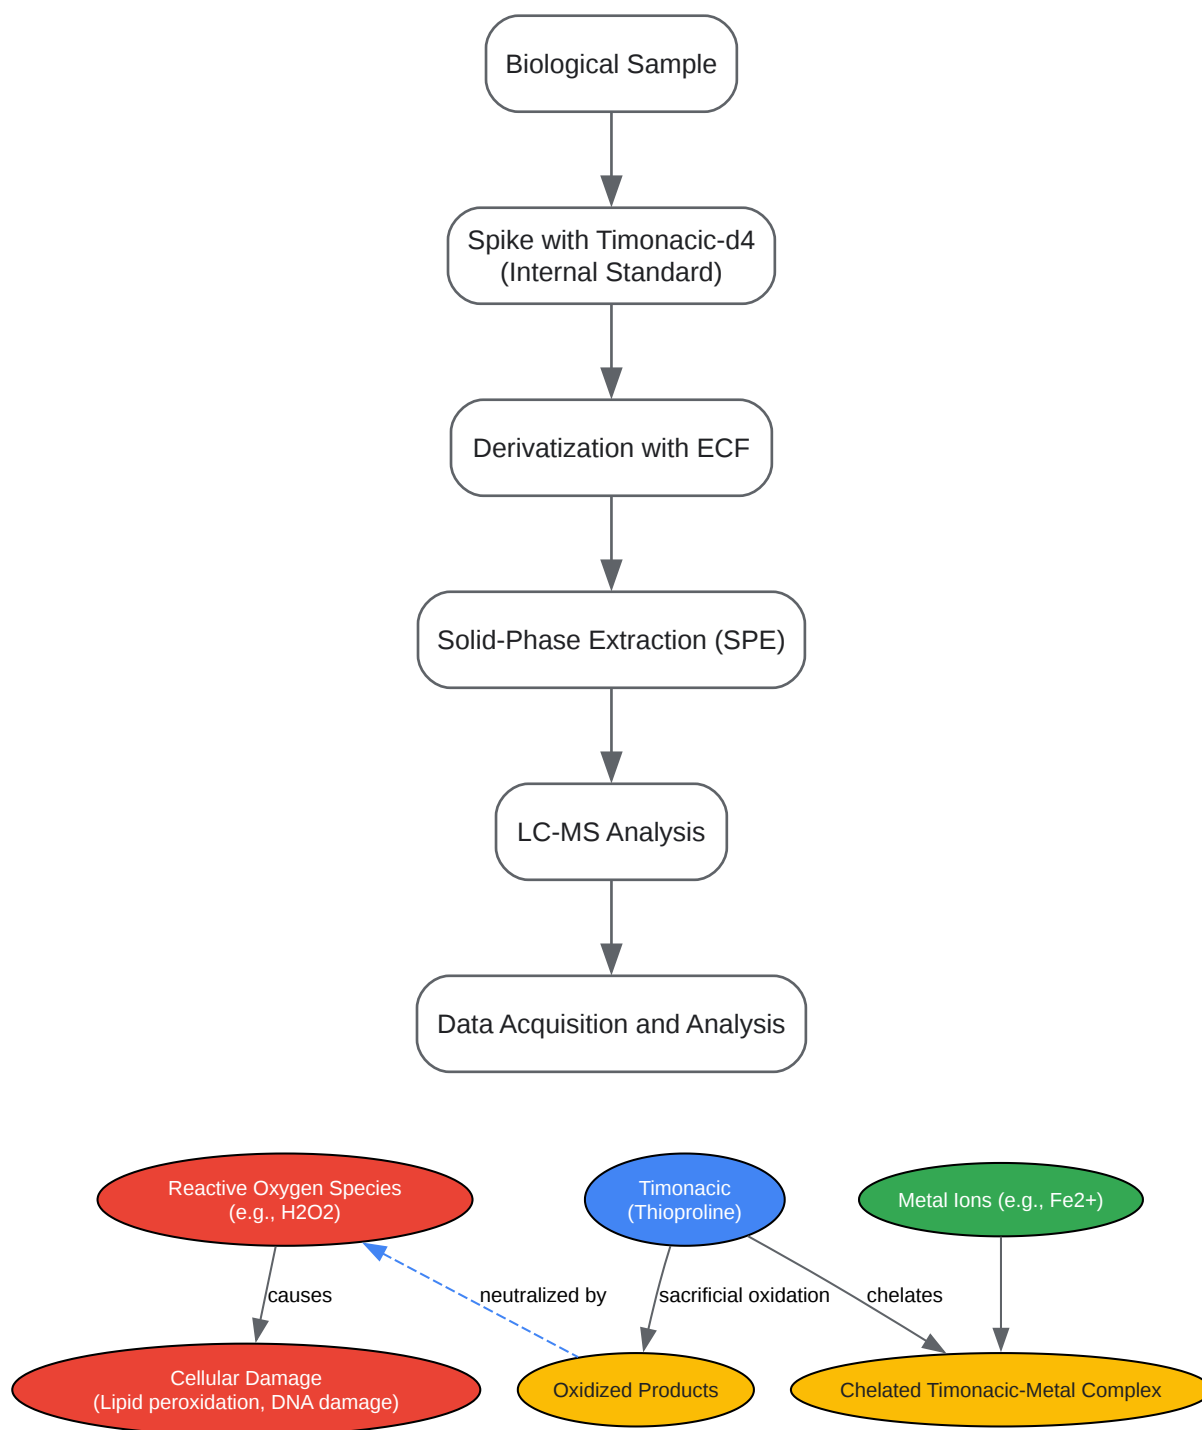 Biological Sample
Spike with Timonacic-d4
(Internal Standard)
Derivatization with ECF
Solid-Phase Extraction (SPE)
LC-MS Analysis
Data Acquisition and Analysis
Reactive Oxygen Species
(e.g., H2O2)
Timonacic
(Thioproline)
Metal Ions (e.g., Fe2+)
causes
neutralized by
sacrificial oxidation
chelates
Cellular Damage
(Lipid peroxidation, DNA damage)
Oxidized Products
Chelated Timonacic-Metal Complex